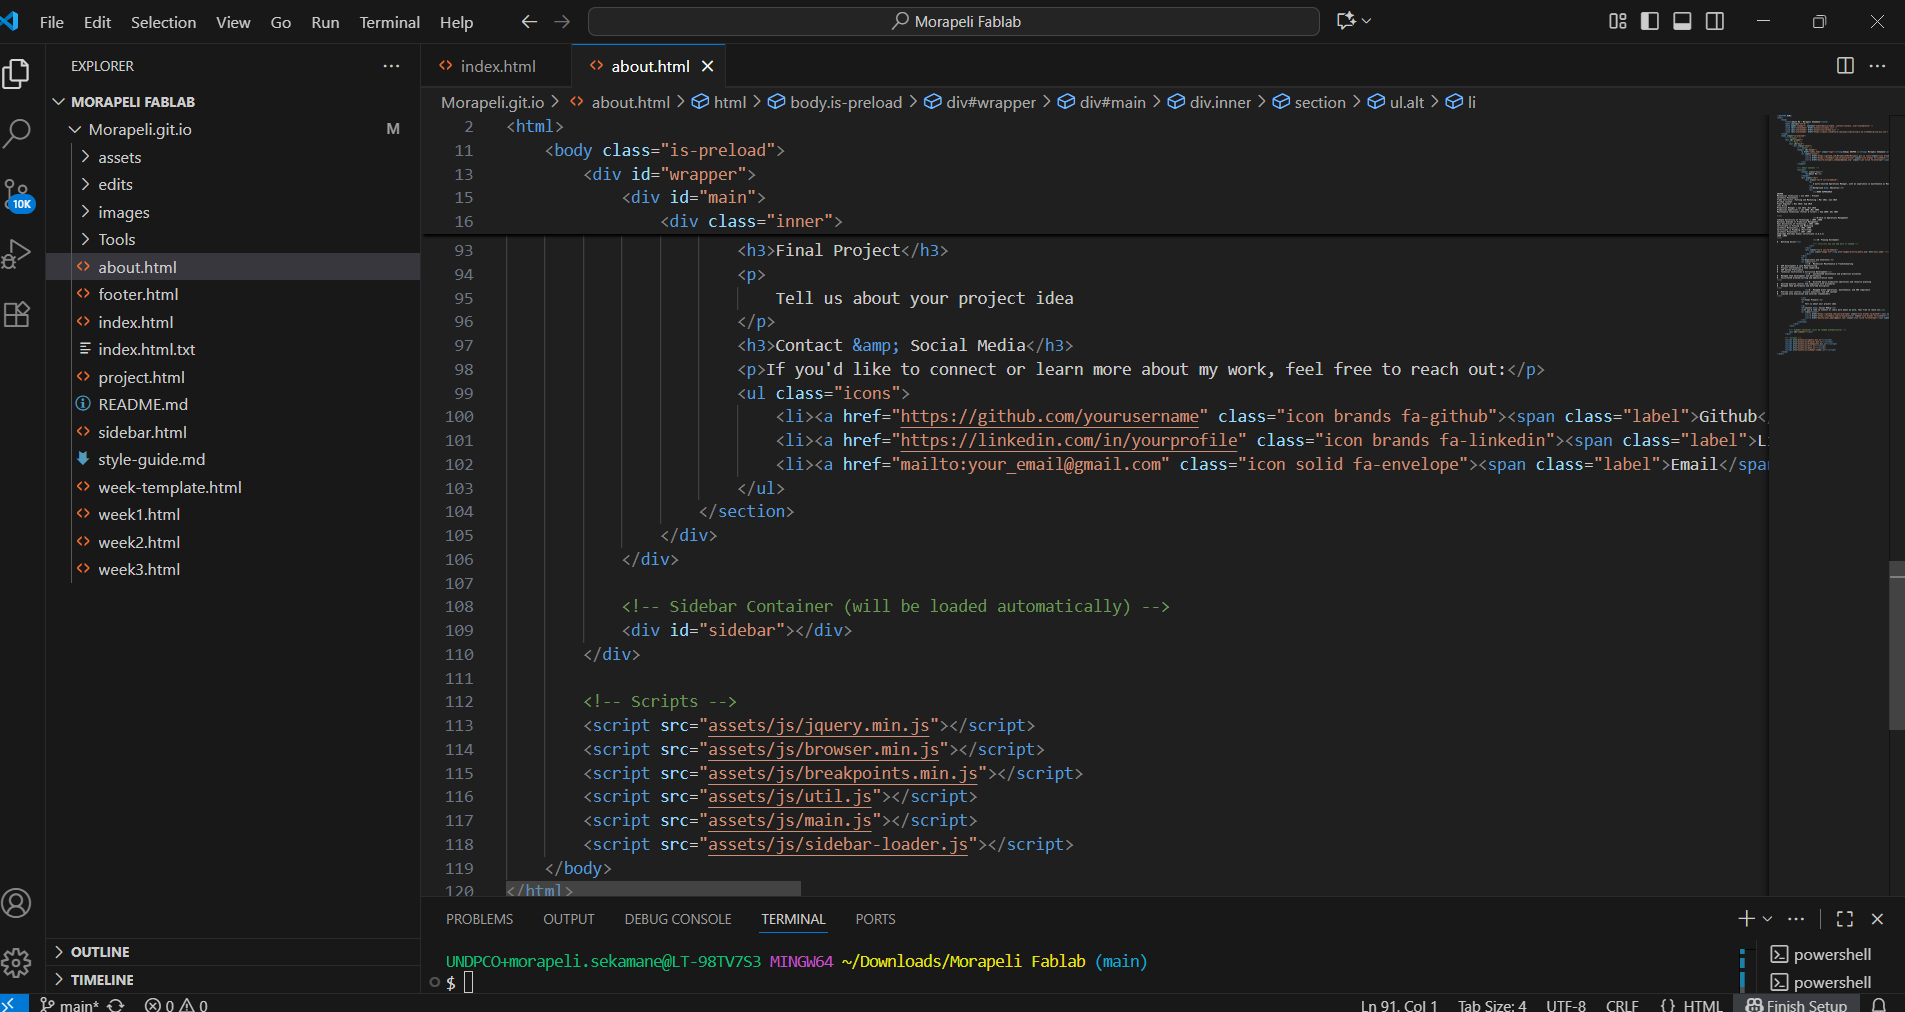 File Edit Selection View Go Run Terminal Help
Morapeli Fablab
EXPLORER
MORAPELI FABLAB
Morapeli.git.io M
assets
edits
images
Tools
about.html
footer.html
index.html
index.html.txt
project.html
README.md
sidebar.html
style-guide.md
week-template.html
week1.html
week2.html
week3.html
OUTLINE
TIMELINE
10K
index.html about.html
Morapeli.git.io > about.html > html > body.is-preload > div#wrapper > div#main > div.inner > section > ul.alt > li
2 <html>
11 <body class="is-preload">
13 <div id="wrapper">
15 <div id="main">
16 <div class="inner">
93 <h3>Final Project</h3>
94 <p>
95 Tell us about your project idea
96 </p>
97 <h3>Contact &amp; Social Media</h3>
98 <p>If you'd like to connect or learn more about my work, feel free to reach out:</p>
99 <ul class="icons">
100 <li><a href="https://github.com/yourusername" class="icon brands fa-github"><span class="label">Github<
101 <li><a href="https://linkedin.com/in/yourprofile" class="icon brands fa-linkedin"><span class="label">L
102 <li><a href="mailto:your_email@gmail.com" class="icon solid fa-envelope"><span class="label">Email</spa
103 </ul>
104 </section>
105 </div>
106 </div>
107
108 <!-- Sidebar Container (will be loaded automatically) -->
109 <div id="sidebar"></div>
110 </div>
111
112 <!-- Scripts -->
113 <script src="assets/js/jquery.min.js"></script>
114 <script src="assets/js/browser.min.js"></script>
115 <script src="assets/js/breakpoints.min.js"></script>
116 <script src="assets/js/util.js"></script>
117 <script src="assets/js/main.js"></script>
118 <script src="assets/js/sidebar-loader.js"></script>
119 </body>
120 </html>
PROBLEMS OUTPUT DEBUG CONSOLE TERMINAL PORTS
UNDPCO+morapeli.sekamane@LT-98TV7S3 MINGW64 ~/Downloads/Morapeli Fablab (main)
$
powershell
powershell
main* 0 0 Ln 91, Col 1 Tab Size: 4 UTF-8 CRLF {} HTML Finish Setup